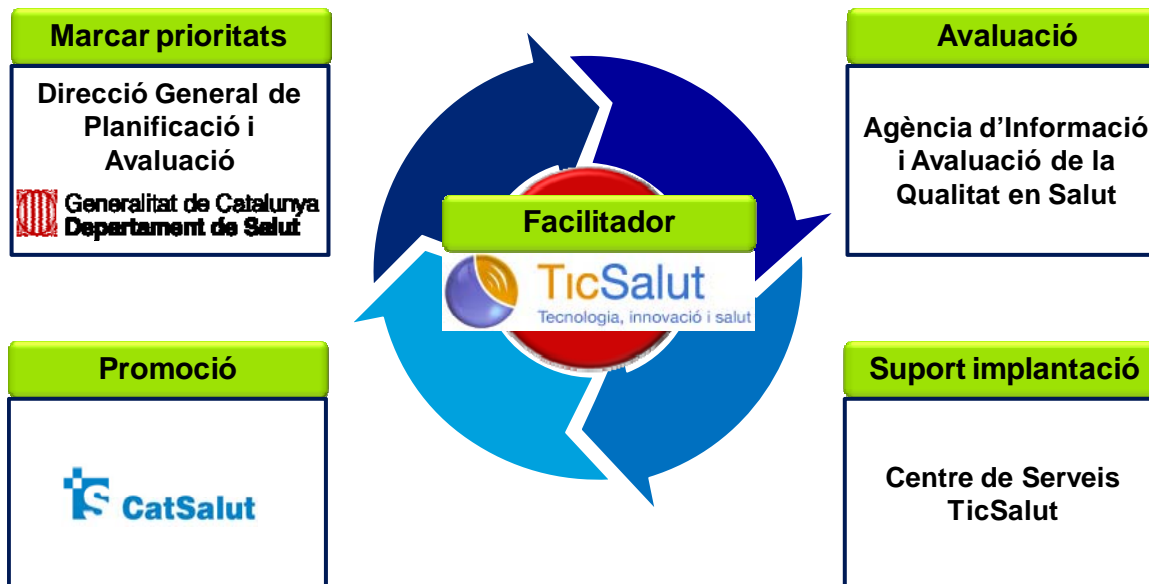 Marcar prioritats
Direcció General de
Planificació i
Avaluació
Generalitat de Catalunya
Departament de Salut
Avaluació
Agència d’Informació
i Avaluació de la
Qualitat en Salut
Facilitador
TicSalut
Tecnologia, innovació i salut
Promoció
CatSalut
Suport implantació
Centre de Serveis
TicSalut